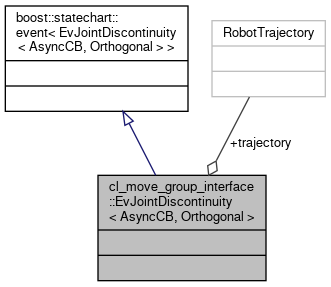 boost::statechart::
event< EvJointDiscontinuity
< AsyncCB, Orthogonal > >
RobotTrajectory
+trajectory
cl_move_group_interface
::EvJointDiscontinuity
< AsyncCB, Orthogonal >